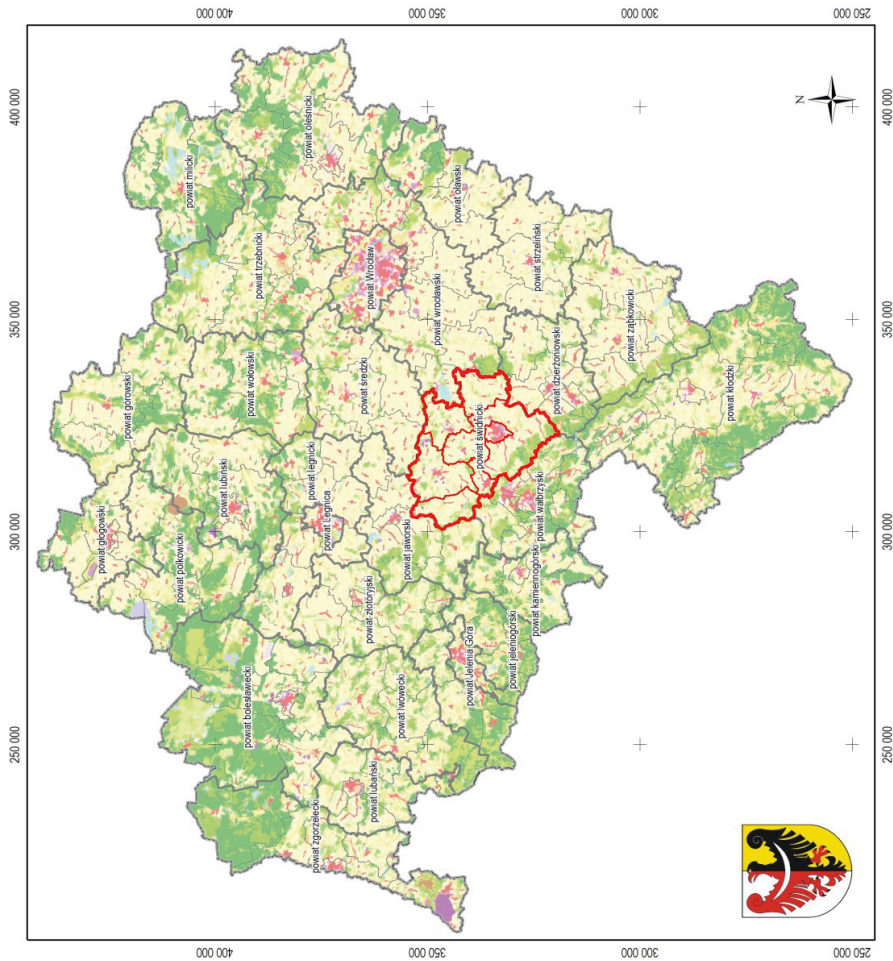 250 000
300 000
350 000
400 000
powiat głogowski
powiat górowski
powiat polkowicki
powiat milicki
400 000
400 000
powiat lubiński
powiat bolesławiecki
powiat wołowski
powiat trzebnicki
powiat oleśnicki
powiat legnicki
powiat zgorzelecki
powiat Legnica
powiat średzki
powiat Wrocław
powiat złotoryjski
powiat lubański
powiat lwówecki
powiat jaworski
350 000
350 000
powiat wrocławski
powiat oławski
powiat Jelenia Góra
powiat świdnicki
powiat jeleniogórski
powiat kamiennogórski
powiat wałbrzyski
powiat strzeliński
powiat dzierżoniowski
powiat ząbkowicki
300 000
300 000
powiat kłodzki
N
250 000
250 000
250 000
300 000
350 000
400 000